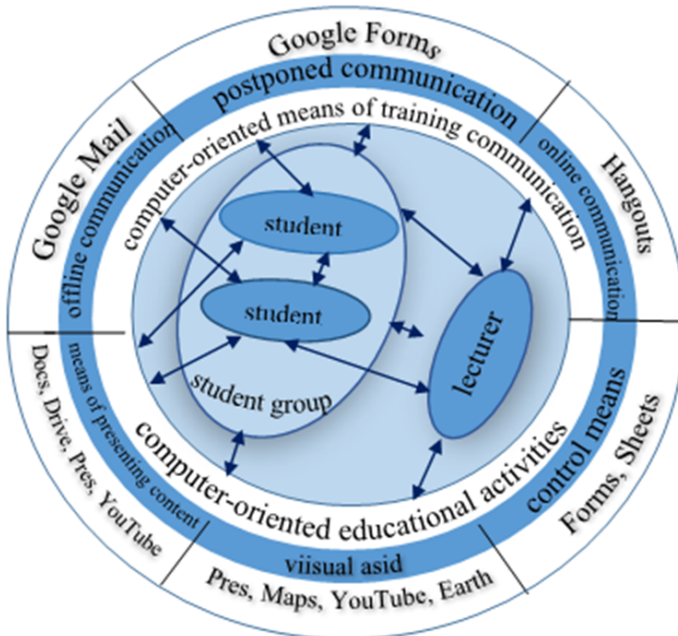 Google Forms
postponed communication
computer-oriented means of training communication
Google Mail
offline communication
online communication
Hangouts
student
student
student group
lecturer
Docs, Drive, Pres, YouTube
means of presenting content
computer-oriented educational activities
control means
Forms, Sheets
viisual asid
Pres, Maps, YouTube, Earth